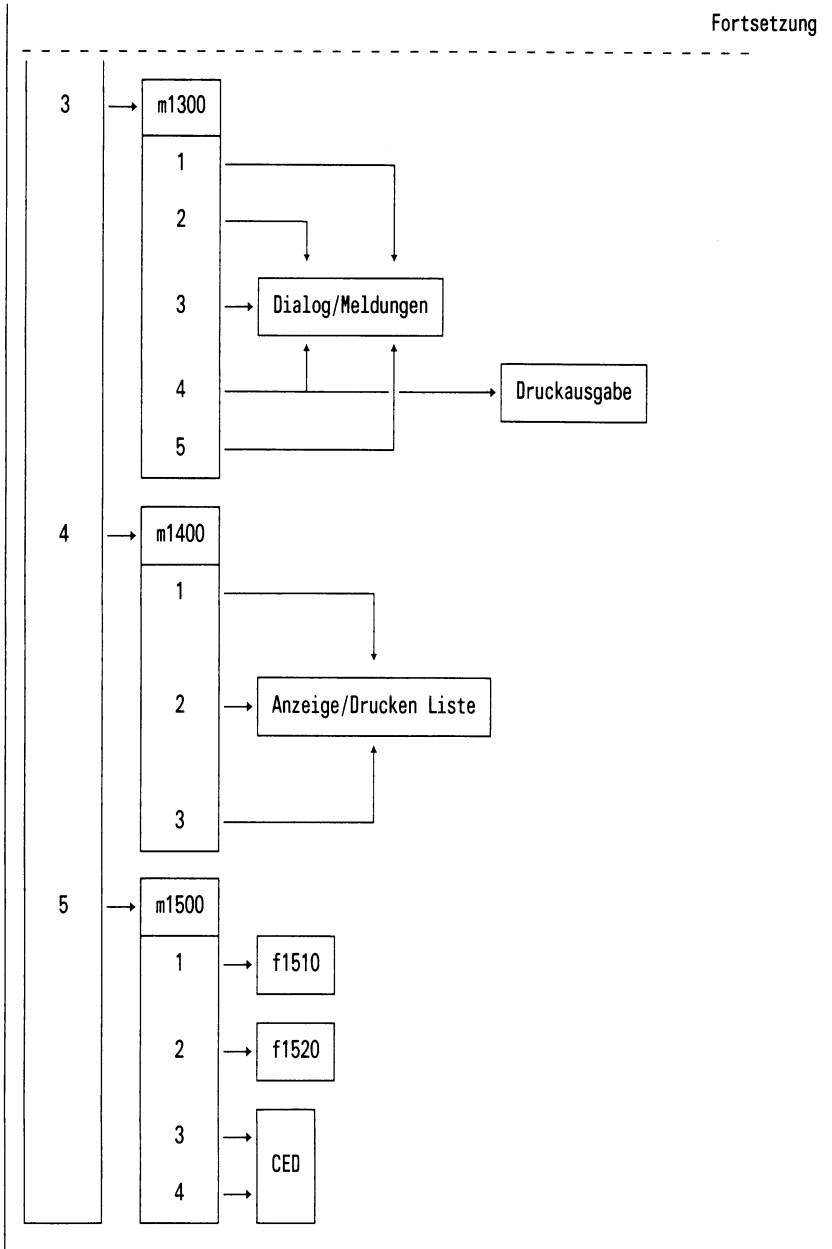 Fortsetzung
3 m1300
1
2
3 Dialog/Meldungen
4 Druckausgabe
5
4 m1400
1
2 Anzeige/Drucken Liste
3
5 m1500
1 f1510
2 f1520
3
CED
4